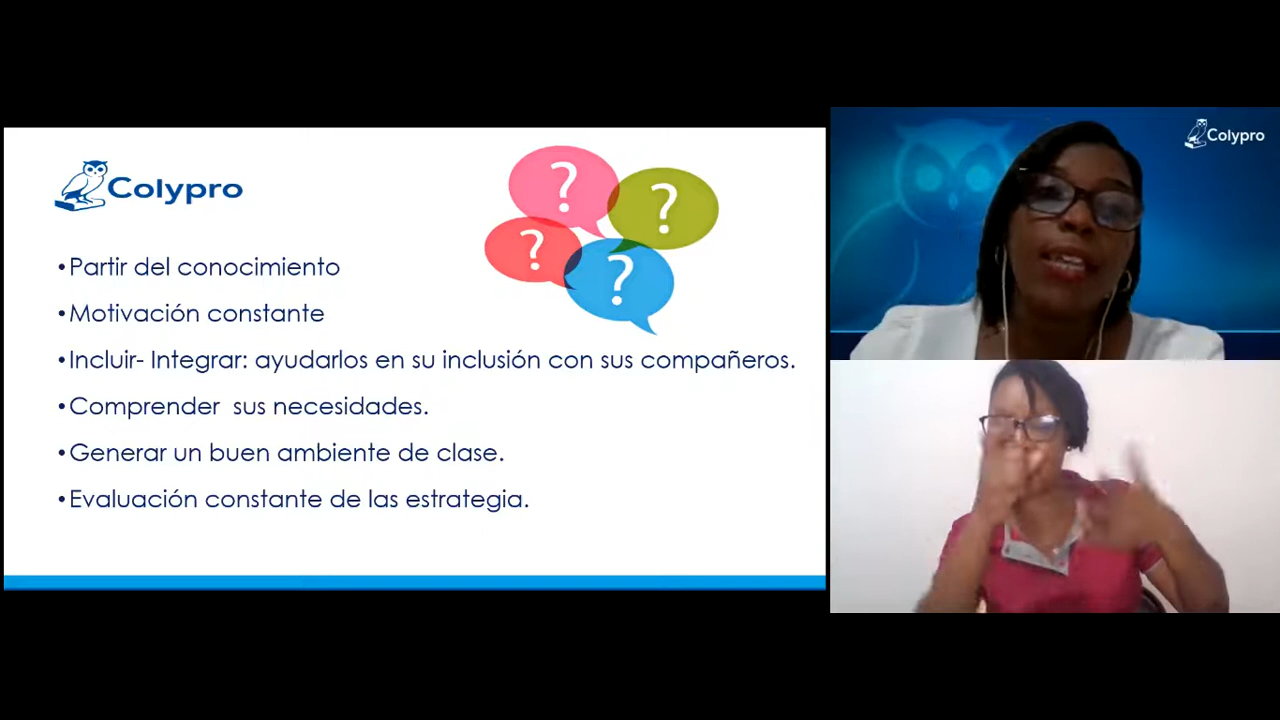 Colypro
? ?
? ?
•Partir del conocimiento
•Motivación constante
•Incluir- Integrar: ayudarlos en su inclusión con sus compañeros.
•Comprender  sus necesidades.
•Generar un buen ambiente de clase.
•Evaluación constante de las estrategia.
Colypro